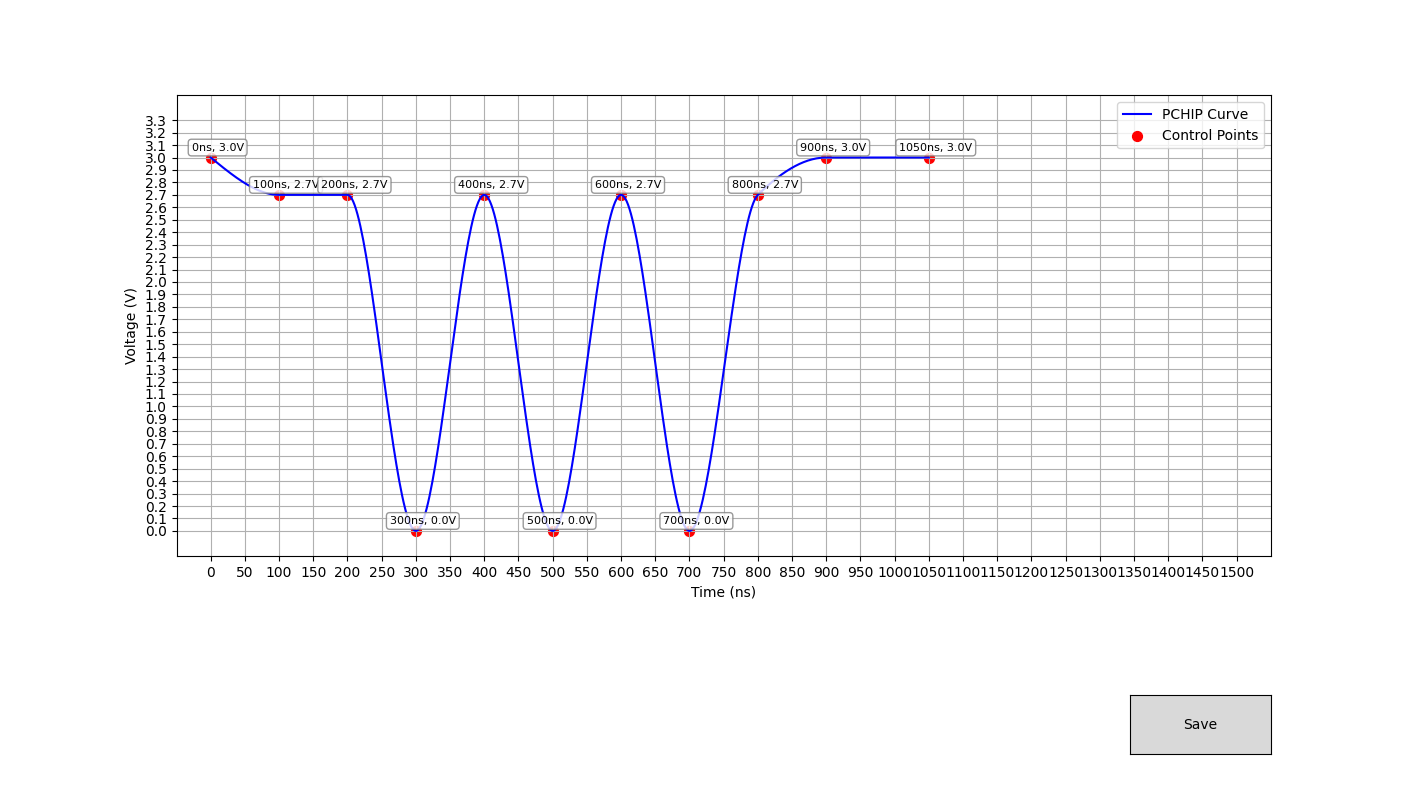 PCHIP Curve
Control Points
3.3
3.2
3.1
3.0
2.9
2.8
2.7
2.6
2.5
2.4
2.3
2.2
2.1
2.0
1.9
1.8
1.7
1.6
1.5
1.4
1.3
1.2
1.1
1.0
0.9
0.8
0.7
0.6
0.5
0.4
0.3
0.2
0.1
0.0
Voltage (V)
0ns, 3.0V
900ns, 3.0V
1050ns, 3.0V
100ns, 2.7V
200ns, 2.7V
400ns, 2.7V
600ns, 2.7V
800ns, 2.7V
300ns, 0.0V
500ns, 0.0V
700ns, 0.0V
0 50 100 150 200 250 300 350 400 450 500 550 600 650 700 750 800 850 900 950 1000 1050 1100 1150 1200 1250 1300 1350 1400 1450 1500
Time (ns)
Save